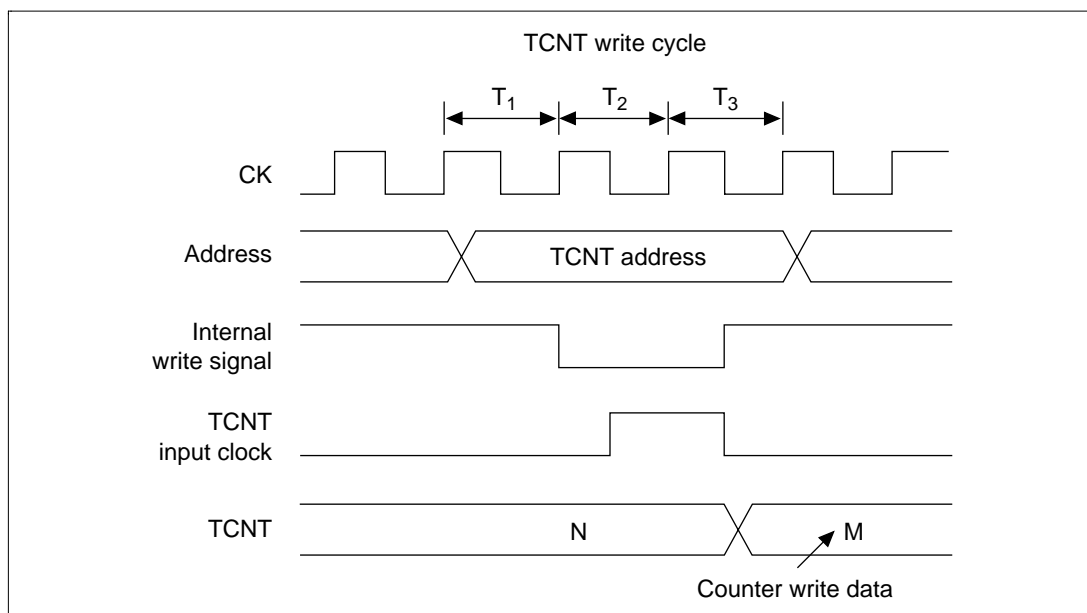 TCNT write cycle
T1 T2 T3
CK
Address
TCNT address
Internal
write signal
TCNT
input clock
TCNT
N
M
Counter write data